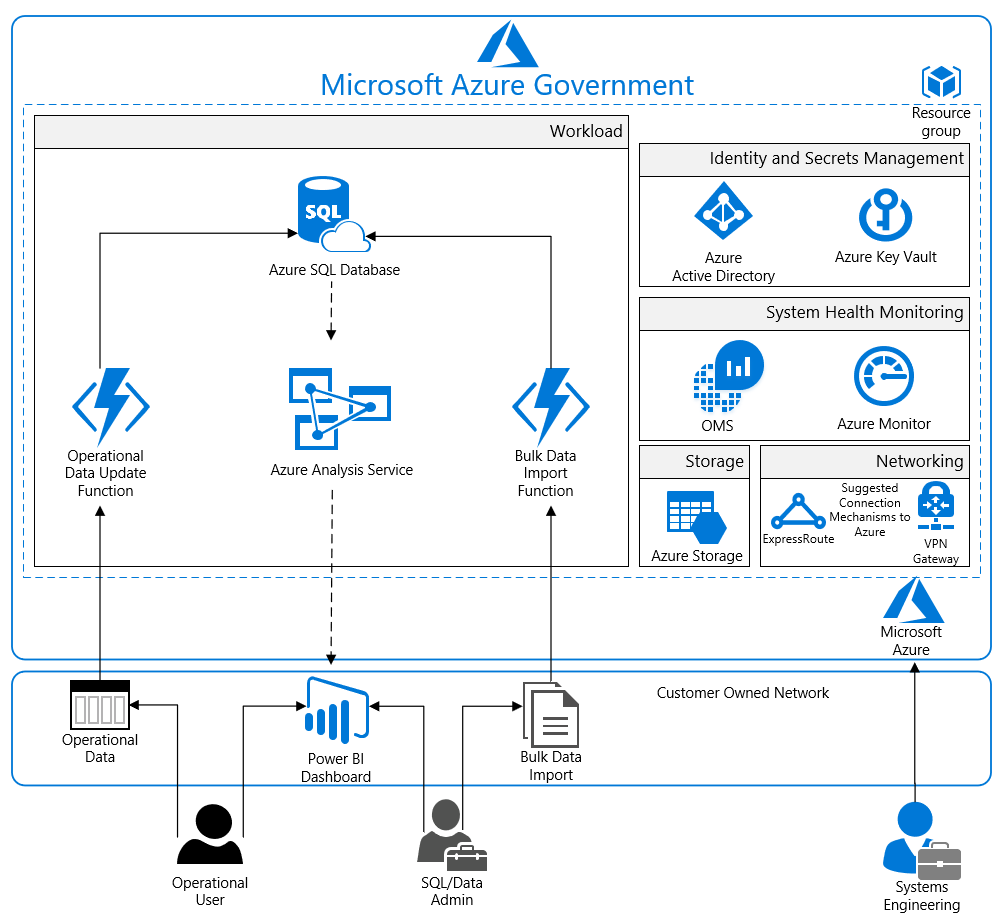 Microsoft Azure Government
Resource
group
Workload
SQL
Azure SQL Database
Operational
Data Update
Function
Azure Analysis Service
Bulk Data
Import
Function
Identity and Secrets Management
Azure
Active Directory
Azure Key Vault
System Health Monitoring
OMS
Azure Monitor
Storage
Azure Storage
Networking
ExpressRoute
Suggested
Connection
Mechanisms to
Azure
VPN
Gateway
Microsoft
Azure
Customer Owned Network
Operational
Data
Power BI
Dashboard
Bulk Data
Import
Operational
User
SQL/Data
Admin
Systems
Engineering